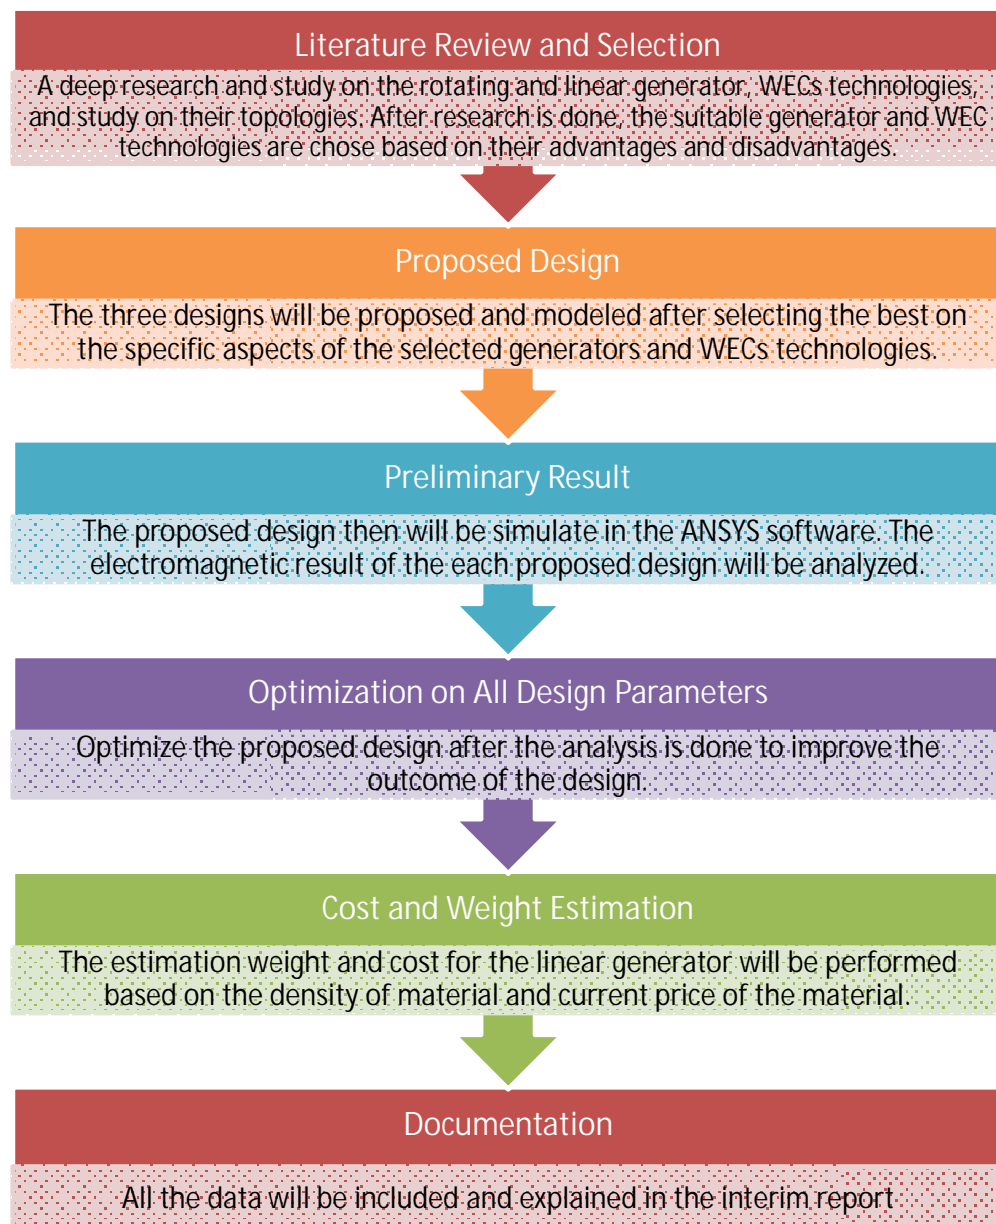 Literature Review and Selection
A deep research and study on the rotating and linear generator, WECs technologies,
and study on their topologies. After research is done, the suitable generator and WEC
technologies are chose based on their advantages and disadvantages.
Proposed Design
The three designs will be proposed and modeled after selecting the best on
the specific aspects of the selected generators and WECs technologies.
Preliminary Result
The proposed design then will be simulate in the ANSYS software. The
electromagnetic result of the each proposed design will be analyzed.
Optimization on All Design Parameters
Optimize the proposed design after the analysis is done to improve the
outcome of the design.
Cost and Weight Estimation
The estimation weight and cost for the linear generator will be performed
based on the density of material and current price of the material.
Documentation
All the data will be included and explained in the interim report